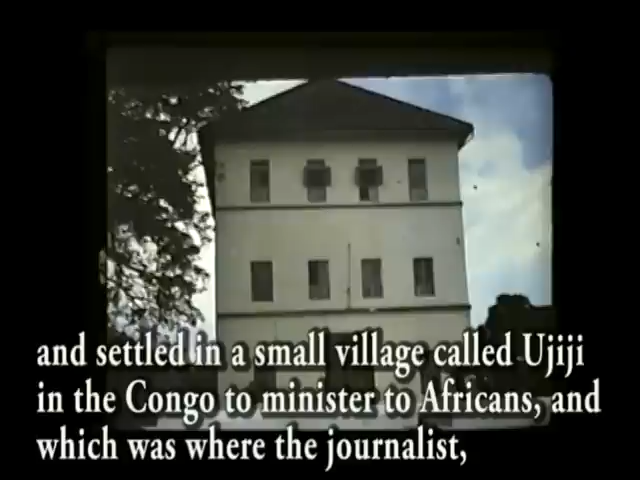 and settled in a small village called Ujiji
in the Congo to minister to Africans, and
which was where the journalist,